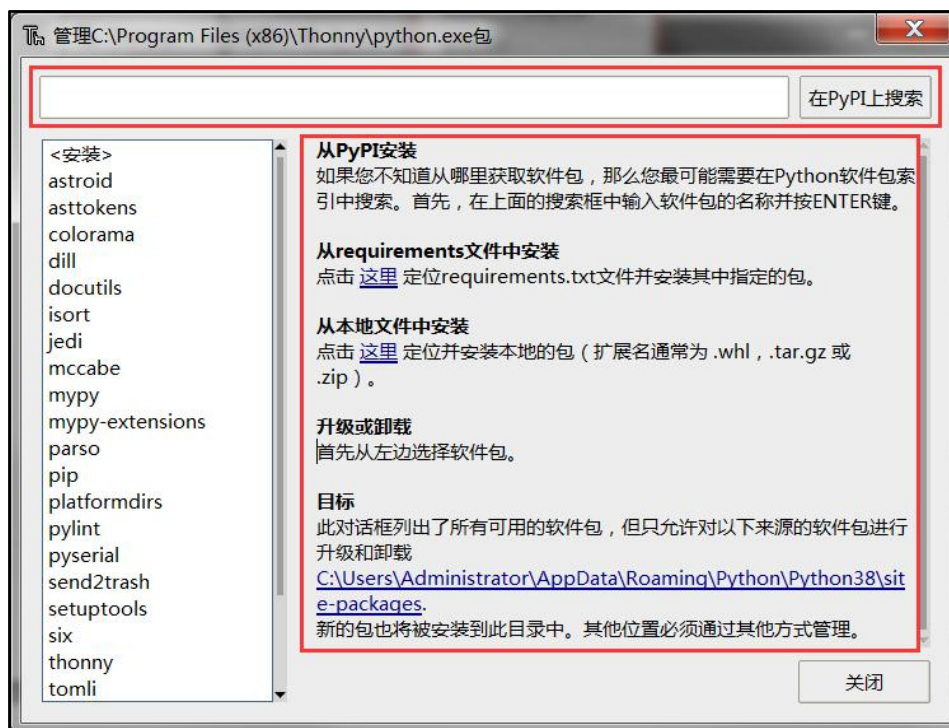 管理C:\Program Files (x86)\Thonny\python.exe包
在PyPI上搜索
<安装>
astroid
asttokens
colorama
dill
docutils
isort
jedi
mccabe
mypy
mypy-extensions
parso
pip
platformdirs
pylint
pyserial
send2trash
setuptools
six
thonny
tomli
从PyPI安装
如果您不知道从哪里获取软件包，那么您最可能需要在Python软件包索
引中搜索。首先，在上面的搜索框中输入软件包的名称并按ENTER键。
从requirements文件中安装
点击 这里 定位requirements.txt文件并安装其中指定的包。
从本地文件中安装
点击 这里 定位并安装本地的包（扩展名通常为 .whl，.tar.gz 或
.zip）。
升级或卸载
首先从左边选择软件包。
目标
此对话框列出了所有可用的软件包，但只允许对以下来源的软件包进行
升级和卸载
C:\Users\Administrator\AppData\Roaming\Python\Python38\sit
e-packages.
新的包也将被安装到此目录中。其他位置必须通过其他方式管理。
关闭